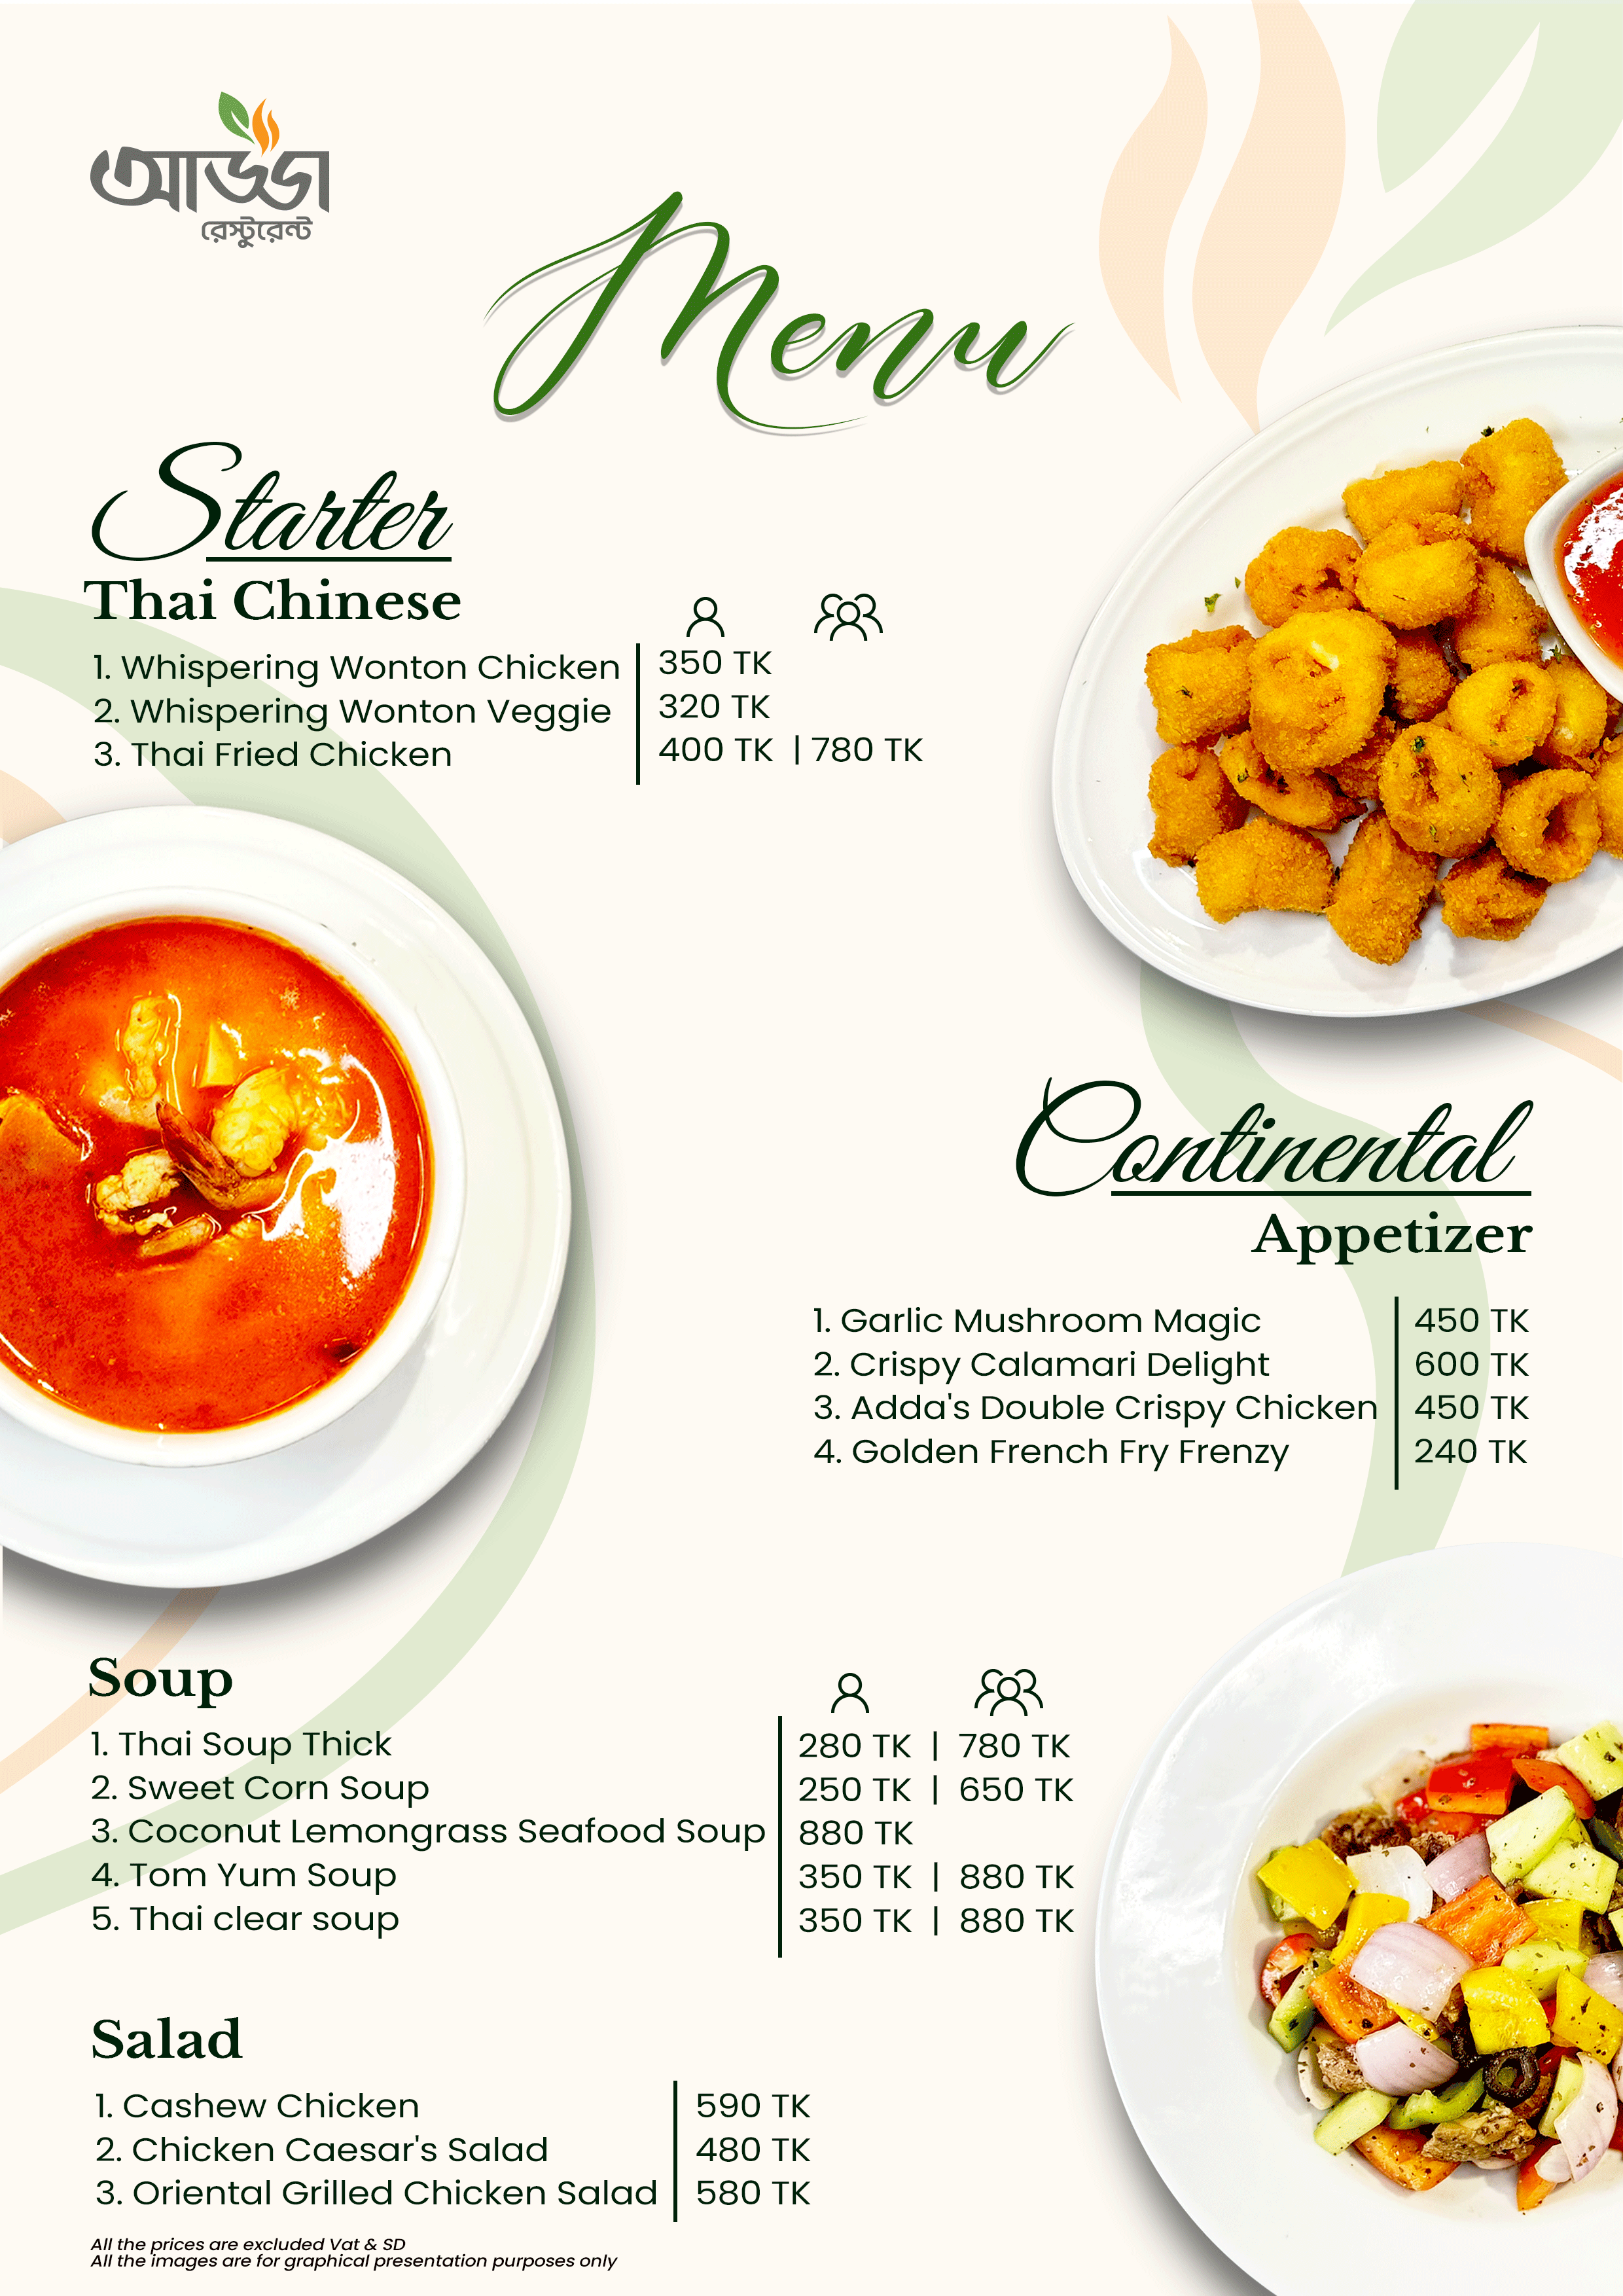 আড্ডা
রেস্টুরেন্ট
Menu
Starter
Thai Chinese
1. Whispering Wonton Chicken 350 TK
2. Whispering Wonton Veggie 320 TK
3. Thai Fried Chicken 400 TK | 780 TK
Continental
Appetizer
1. Garlic Mushroom Magic 450 TK
2. Crispy Calamari Delight 600 TK
3. Adda's Double Crispy Chicken 450 TK
4. Golden French Fry Frenzy 240 TK
Soup
1. Thai Soup Thick 280 TK | 780 TK
2. Sweet Corn Soup 250 TK | 650 TK
3. Coconut Lemongrass Seafood Soup 880 TK
4. Tom Yum Soup 350 TK | 880 TK
5. Thai clear soup 350 TK | 880 TK
Salad
1. Cashew Chicken 590 TK
2. Chicken Caesar's Salad 480 TK
3. Oriental Grilled Chicken Salad 580 TK
All the prices are excluded Vat & SD
All the images are for graphical presentation purposes only